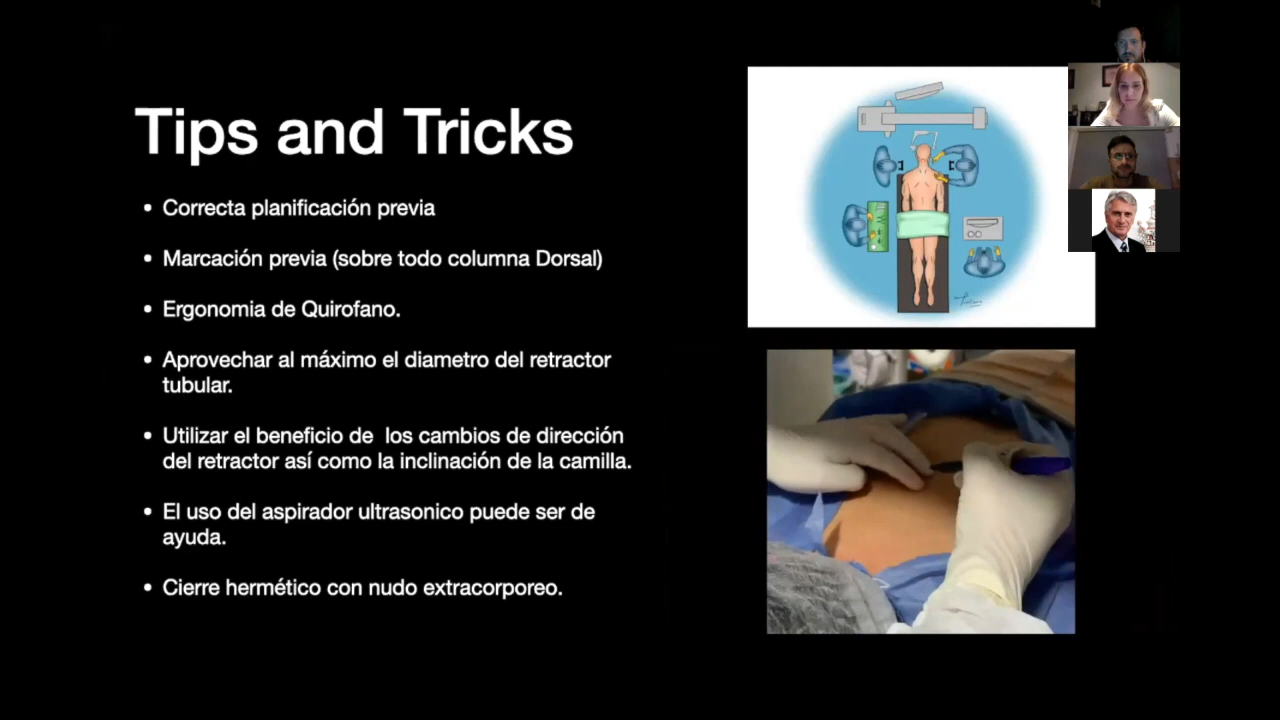 Tips and Tricks
• Correcta planificación previa
• Marcación previa (sobre todo columna Dorsal)
• Ergonomia de Quirofano.
• Aprovechar al máximo el diametro del retractor
tubular.
• Utilizar el beneficio de  los cambios de dirección
del retractor así como la inclinación de la camilla.
• El uso del aspirador ultrasonico puede ser de
ayuda.
• Cierre hermético con nudo extracorporeo.